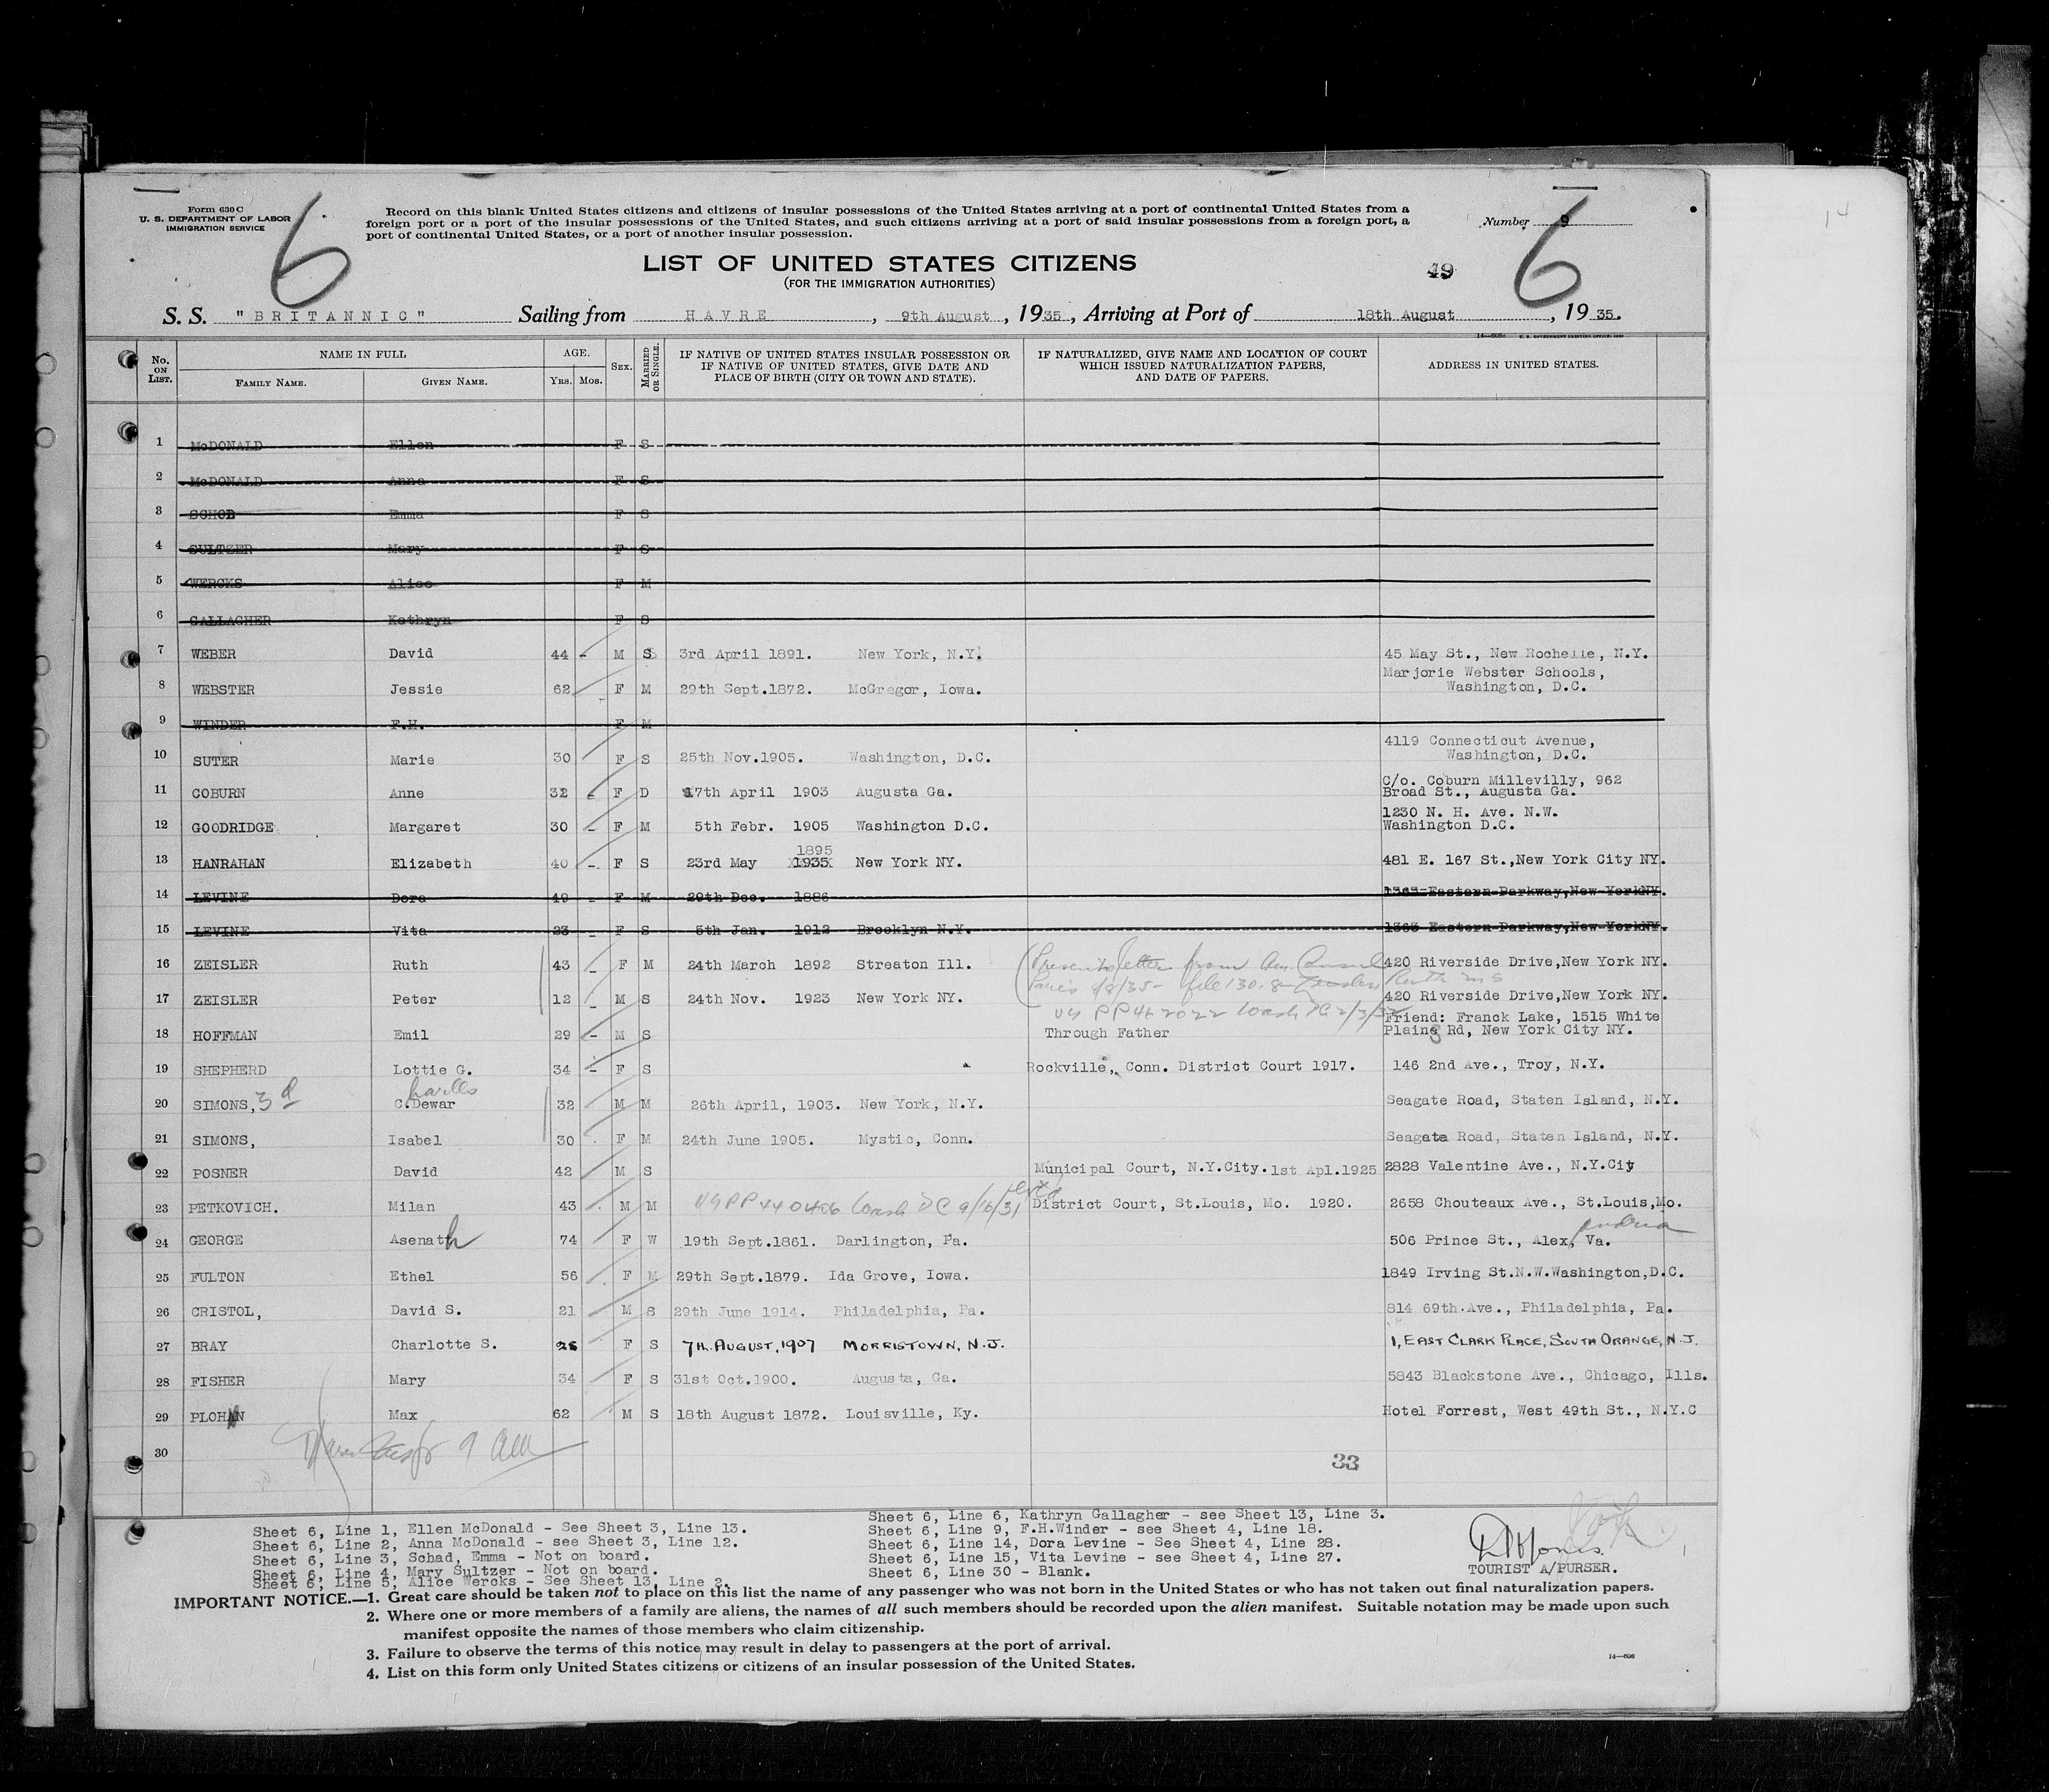 14
Form 630 C
U. S. DEPARTMENT OF LABOR
IMMIGRATION SERVICE
6
Record on this blank United States citizens and citizens of insular possessions of the United States arriving at a port of continental United States from a
foreign port or a port of the insular possessions of the United States, and such citizens arriving at a port of said insular possessions from a foreign port, a
port of continental United States, or a port of another insular possession.
Number 9
6
LIST OF UNITED STATES CITIZENS
(FOR THE IMMIGRATION AUTHORITIES)
49
S. S. "BRITANNIC" Sailing from HAVRE, 9th August, 1935, Arriving at Port of 18th August, 1935.
No. ON LIST. NAME IN FULL FAMILY NAME. GIVEN NAME. AGE. YRS. MOS. SEX. MARRIED OR SINGLE. IF NATIVE OF UNITED STATES INSULAR POSSESSION OR IF NATIVE OF UNITED STATES, GIVE DATE AND PLACE OF BIRTH (CITY OR TOWN AND STATE). IF NATURALIZED, GIVE NAME AND LOCATION OF COURT WHICH ISSUED NATURALIZATION PAPERS, AND DATE OF PAPERS. ADDRESS IN UNITED STATES.
1 McDONALD Ellen F S
2 McDONALD Anna F S
3 Emma F S
4 SULTZER Mary F S
5 WERCKS Alice F M
6 GALLAGHER Kathryn F S
7 WEBER David 44 - M S 3rd April 1891. New York, N.Y. 45 May St., New Rochelle, N.Y.
8 WEBSTER Jessie 62 F M 29th Sept.1872. McGregor, Iowa. Marjorie Webster Schools, Washington, D.C.
9 WINDER F.H. F M
10 SUTER Marie 30 F S 25th Nov.1905. Washington, D.C. 4119 Connecticut Avenue, Washington, D.C.
11 COBURN Anne 32 F D 17th April 1903 Augusta Ga. C/o. Coburn Millevilly, 962 Broad St., Augusta Ga.
12 GOODRIDGE Margaret 30 - F M 5th Febr. 1905 Washington D.C. 1230 N. H. Ave. N.W. Washington D.C.
13 HANRAHAN Elizabeth 40 - F S 23rd May 1935 1895 New York NY. 481 E. 167 St.,New York City NY.
14 LEVINE Dora 49 - F M 29th Dec. 1886 1363 Eastern Parkway,New YorkNY.
15 LEVINE Vita 23 - F S 5th Jan. 1912 Brooklyn N.Y. 1363 Eastern Parkway,New YorkNY.
16 ZEISLER Ruth 43 - F M 24th March 1892 Streaton Ill. Presents letter from Am. Consul 420 Riverside Drive,New York NY.
17 ZEISLER Peter 12 - M S 24th Nov. 1923 New York NY. Paris 8/8/35 - file 130. Ruth 420 Riverside Drive,New York NY.
18 HOFFMAN Emil 29 - M S Through Father Friend: Franck Lake, 1515 White Plains Rd, New York City NY.
19 SHEPHERD Lottie G. 34 - F S Rockville, Conn. District Court 1917. 146 2nd Ave., Troy, N.Y.
20 SIMONS, 3d C.Dewar harles 32 M M 26th April, 1903. New York, N.Y. Seagate Road, Staten Island, N.Y.
21 SIMONS, Isabel 30 F M 24th June 1905. Mystic, Conn. Seagate Road, Staten Island, N.Y.
22 POSNER David 42 M S Municipal Court, N.Y.City. 1st Apl.1925 2828 Valentine Ave., N.Y.City
23 PETKOVICH. Milan 43 M M US PP 440406 Wash DC 9/16/31 District Court, St.Louis, Mo. 1920. 2658 Chouteaux Ave., St.Louis,Mo.
24 GEORGE Asenath 74 F W 19th Sept.1861. Darlington, Pa. 506 Prince St., Alex, andria Va.
25 FULTON Ethel 56 F M 29th Sept.1879. Ida Grove, Iowa. 1849 Irving St.N.W.Washington,D.C.
26 CRISTOL, David S. 21 M S 29th June 1914. Philadelphia, Pa. 814 69th Ave., Philadelphia, Pa.
27 BRAY Charlotte S. F S 7TH. AUGUST, 1907 MORRISTOWN, N.J. 1, EAST CLARK PLACE, SOUTH ORANGE, N.J.
28 FISHER Mary 34 F S 31st Oct.1900. Augusta, Ga. 5843 Blackstone Ave., Chicago, Ills.
29 PLOHN Max 62 M S 18th August 1872. Louisville, Ky. Hotel Forrest, West 49th St., N.Y.C
30
33
Sheet 6, Line 1, Ellen McDonald - See Sheet 3, Line 13.
Sheet 6, Line 2, Anna McDonald - see Sheet 3, Line 12.
Sheet 6, Line 3, Schad, Emma - Not on board.
Sheet 6, Line 4, Mary Sultzer - Not on board.
Sheet 6, Line 5, Alice Wercks - See Sheet 13, Line 2.
Sheet 6, Line 6, Kathryn Gallagher - see Sheet 13, Line 3.
Sheet 6, Line 9, F.H.Winder - see Sheet 4, Line 18.
Sheet 6, Line 14, Dora Levine - See Sheet 4, Line 28.
Sheet 6, Line 15, Vita Levine - see Sheet 4, Line 27.
Sheet 6, Line 30 - Blank.
TOURIST A/PURSER.
IMPORTANT NOTICE.—1. Great care should be taken not to place on this list the name of any passenger who was not born in the United States or who has not taken out final naturalization papers.
2. Where one or more members of a family are aliens, the names of all such members should be recorded upon the alien manifest. Suitable notation may be made upon such
manifest opposite the names of those members who claim citizenship.
3. Failure to observe the terms of this notice may result in delay to passengers at the port of arrival.
4. List on this form only United States citizens or citizens of an insular possession of the United States.